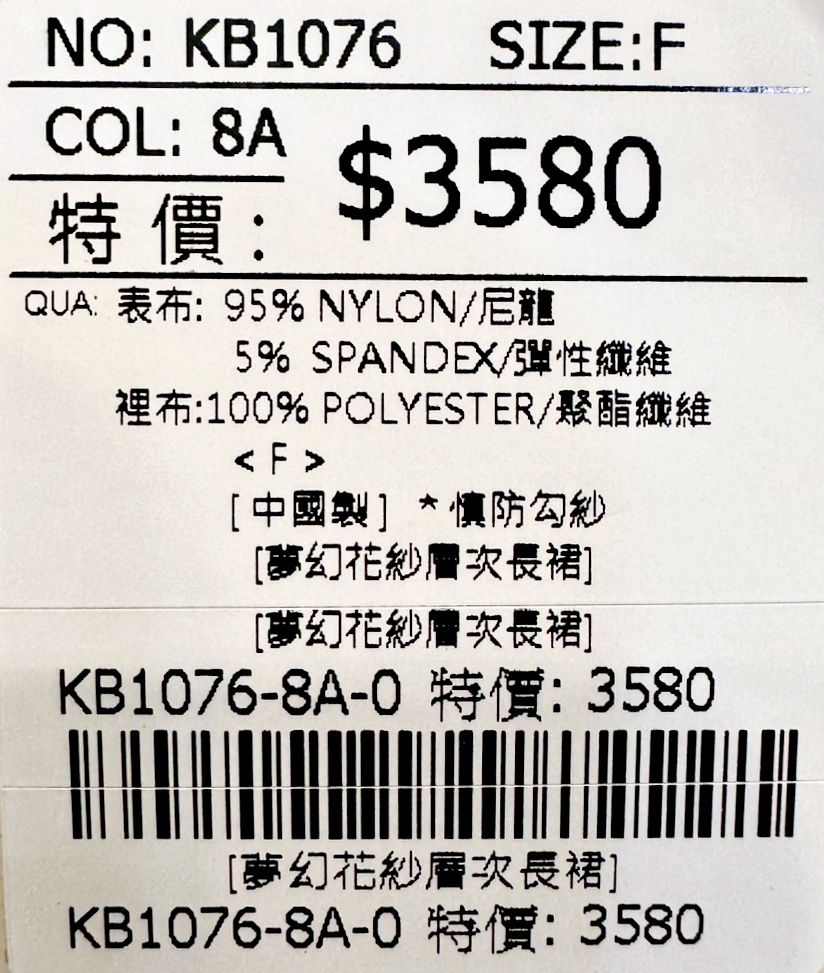 NO: KB1076 SIZE:F
COL: 8A
$3580
特價:
QUA: 表布: 95% NYLON/尼龍
5% SPANDEX/彈性纖維
裡布:100% POLYESTER/聚酯纖維
< F >
[中國製] *慎防勾紗
[夢幻花紗層次長裙]
[夢幻花紗層次長裙]
KB1076-8A-0 特價: 3580
[夢幻花紗層次長裙]
KB1076-8A-0 特價: 3580